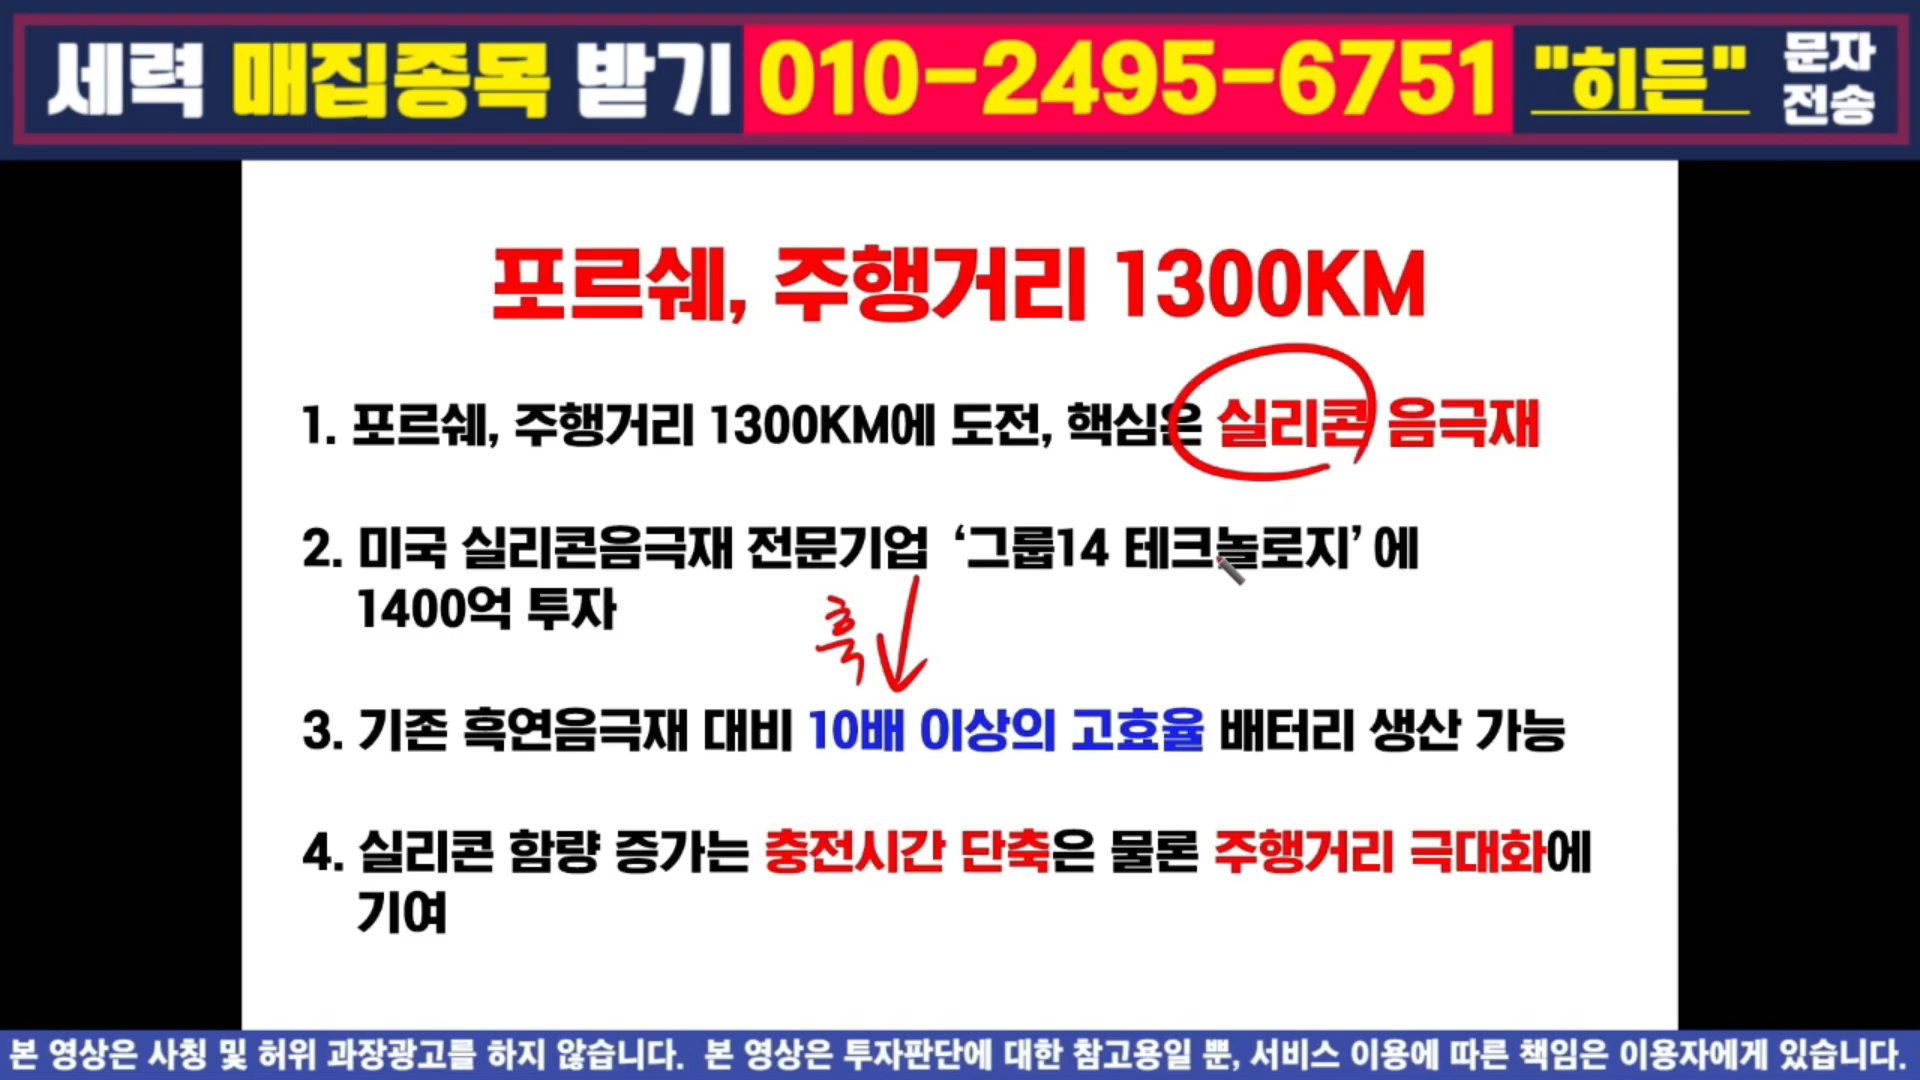 세력 매집종목 받기 010-2495-6751 "히든" 문자 전송
포르쉐, 주행거리 1300KM
1. 포르쉐, 주행거리 1300KM에 도전, 핵심은 실리콘 음극재
2. 미국 실리콘음극재 전문기업 ‘그룹14 테크놀로지’에
1400억 투자
흑
3. 기존 흑연음극재 대비 10배 이상의 고효율 배터리 생산 가능
4. 실리콘 함량 증가는 충전시간 단축은 물론 주행거리 극대화에
기여
본 영상은 사칭 및 허위 과장광고를 하지 않습니다. 본 영상은 투자판단에 대한 참고용일 뿐, 서비스 이용에 따른 책임은 이용자에게 있습니다.